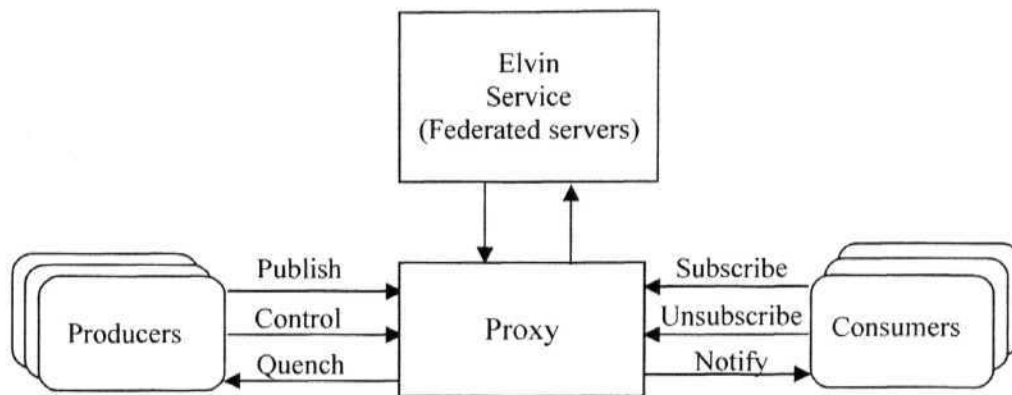 Elvin
Service
(Federated servers)
Publish
Control
Quench
Producers
Proxy
Subscribe
Unsubscribe
Notify
Consumers